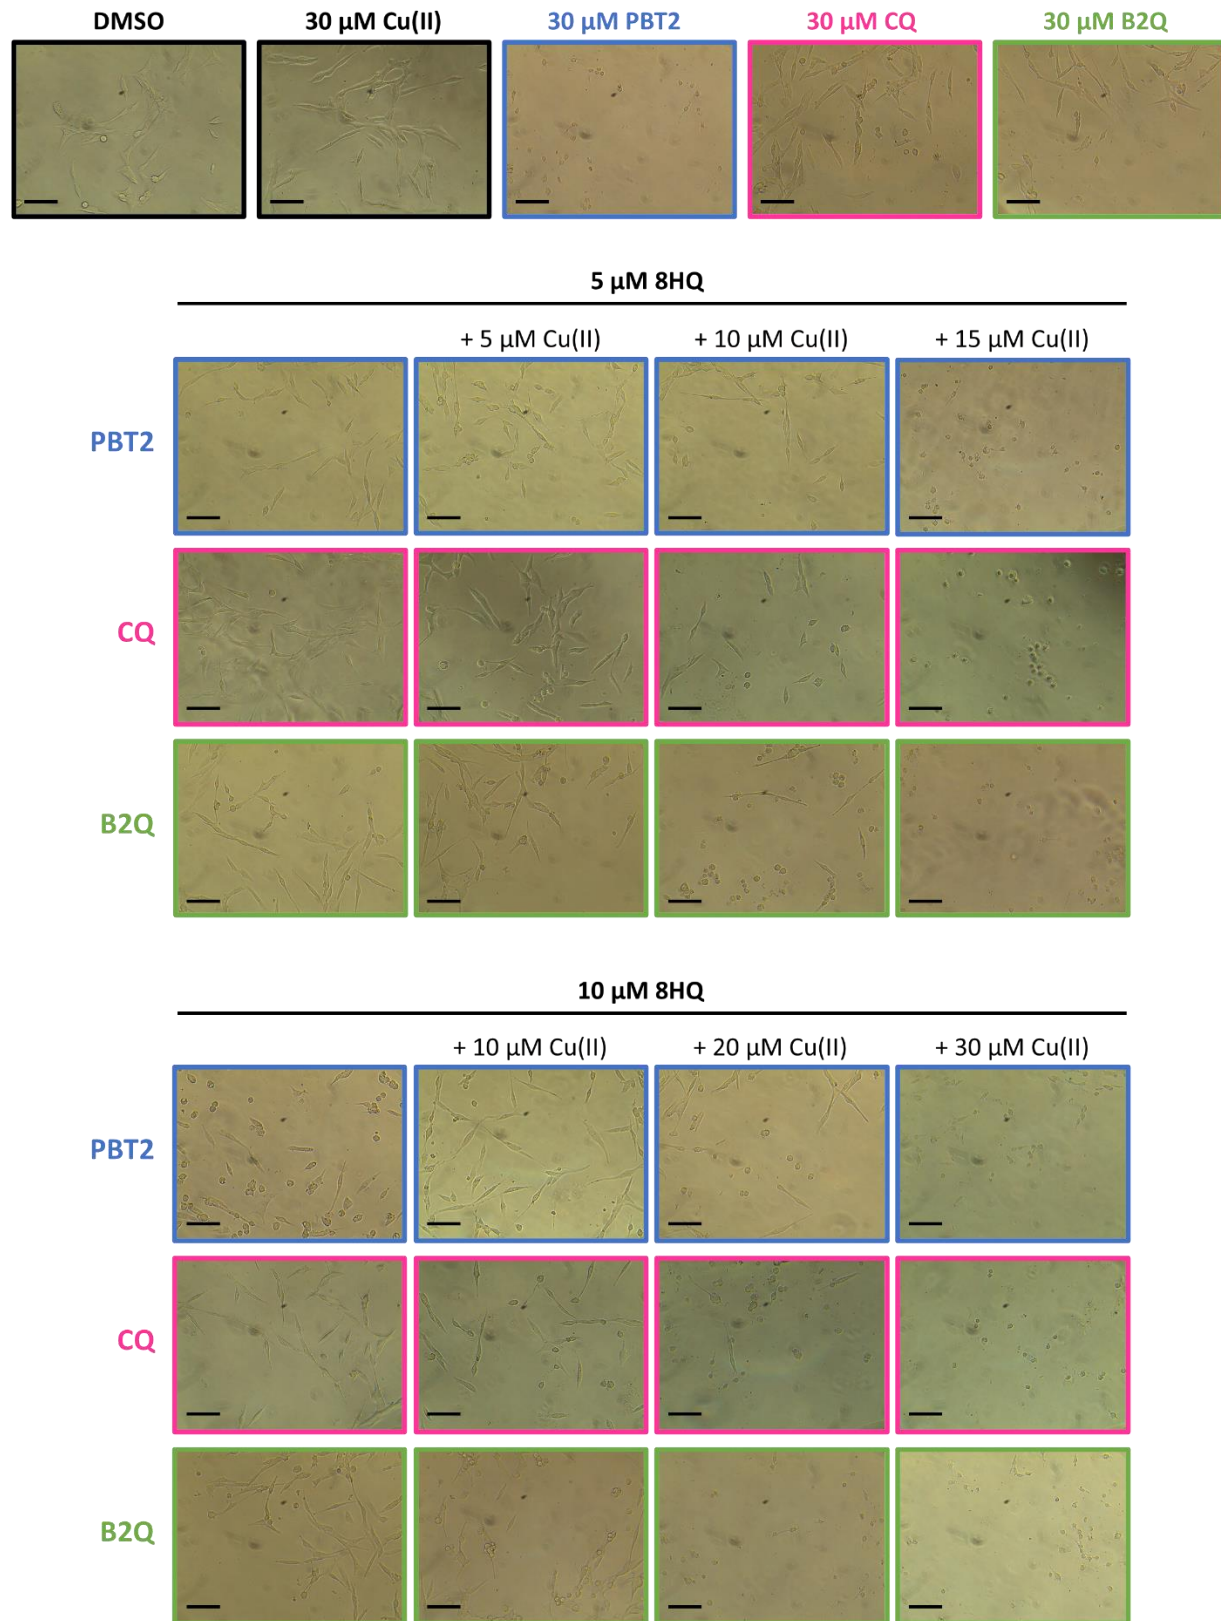 DMSO 30 µM Cu(II) 30 µM PBT2 30 µM CQ 30 µM B2Q
5 µM 8HQ
+ 5 µM Cu(II) + 10 µM Cu(II) + 15 µM Cu(II)
PBT2
CQ
B2Q
10 µM 8HQ
+ 10 µM Cu(II) + 20 µM Cu(II) + 30 µM Cu(II)
PBT2
CQ
B2Q